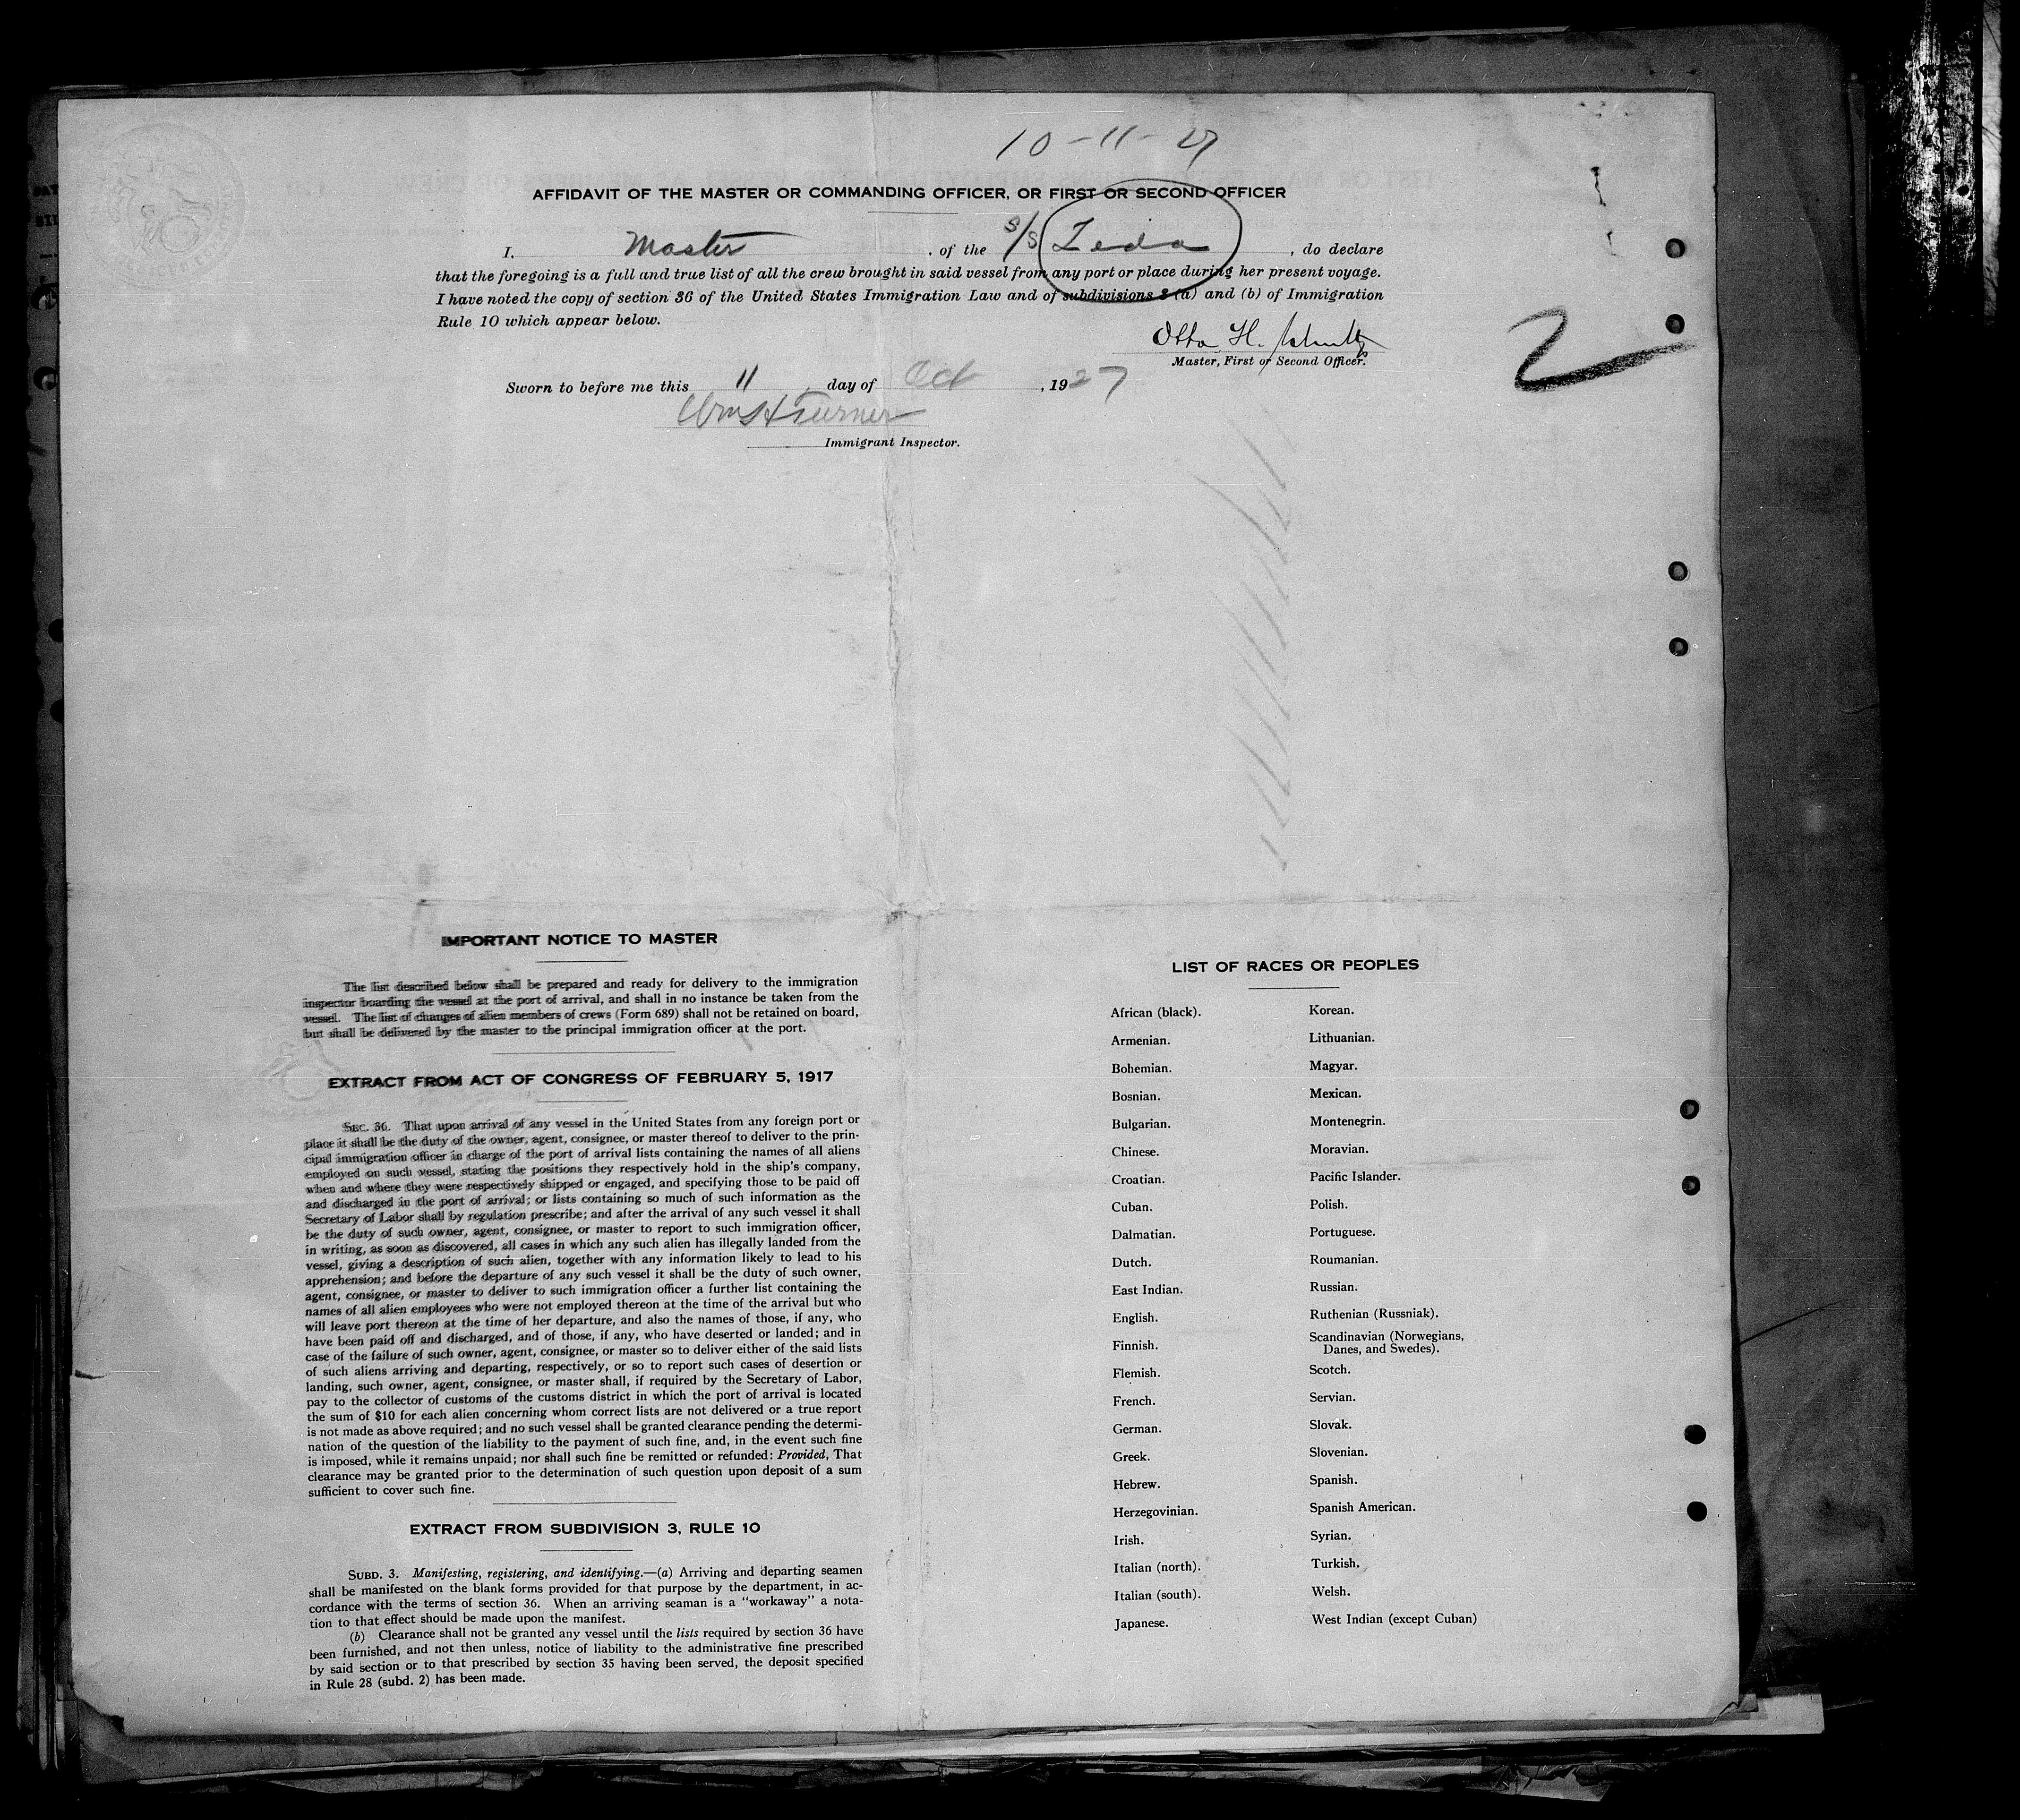 10-11-27
AFFIDAVIT OF THE MASTER OR COMMANDING OFFICER, OR FIRST OR SECOND OFFICER
I, Master, of the S/S Leda, do declare
that the foregoing is a full and true list of all the crew brought in said vessel from any port or place during her present voyage.
I have noted the copy of section 36 of the United States Immigration Law and of subdivisions 3 (a) and (b) of Immigration
Rule 10 which appear below.
Otto H. Schultz
Master, First or Second Officer.
2
Sworn to before me this 11 day of Oct, 1927
Wm H Turner
Immigrant Inspector.
IMPORTANT NOTICE TO MASTER
The list described below shall be prepared and ready for delivery to the immigration
inspector boarding the vessel at the port of arrival, and shall in no instance be taken from the
vessel. The list of changes of alien members of crews (Form 689) shall not be retained on board,
but shall be delivered by the master to the principal immigration officer at the port.
EXTRACT FROM ACT OF CONGRESS OF FEBRUARY 5, 1917
SEC. 36. That upon arrival of any vessel in the United States from any foreign port or
place it shall be the duty of the owner, agent, consignee, or master thereof to deliver to the prin-
cipal immigration officer in charge of the port of arrival lists containing the names of all aliens
employed on such vessel, stating the positions they respectively hold in the ship's company,
when and where they were respectively shipped or engaged, and specifying those to be paid off
and discharged in the port of arrival; or lists containing so much of such information as the
Secretary of Labor shall by regulation prescribe; and after the arrival of any such vessel it shall
be the duty of such owner, agent, consignee, or master to report to such immigration officer,
in writing, as soon as discovered, all cases in which any such alien has illegally landed from the
vessel, giving a description of such alien, together with any information likely to lead to his
apprehension; and before the departure of any such vessel it shall be the duty of such owner,
agent, consignee, or master to deliver to such immigration officer a further list containing the
names of all alien employees who were not employed thereon at the time of the arrival but who
will leave port thereon at the time of her departure, and also the names of those, if any, who
have been paid off and discharged, and of those, if any, who have deserted or landed; and in
case of the failure of such owner, agent, consignee, or master so to deliver either of the said lists
of such aliens arriving and departing, respectively, or so to report such cases of desertion or
landing, such owner, agent, consignee, or master shall, if required by the Secretary of Labor,
pay to the collector of customs of the customs district in which the port of arrival is located
the sum of $10 for each alien concerning whom correct lists are not delivered or a true report
is not made as above required; and no such vessel shall be granted clearance pending the determi-
nation of the question of the liability to the payment of such fine, and, in the event such fine
is imposed, while it remains unpaid; nor shall such fine be remitted or refunded: Provided, That
clearance may be granted prior to the determination of such question upon deposit of a sum
sufficient to cover such fine.
EXTRACT FROM SUBDIVISION 3, RULE 10
SUBD. 3. Manifesting, registering, and identifying.—(a) Arriving and departing seamen
shall be manifested on the blank forms provided for that purpose by the department, in ac-
cordance with the terms of section 36. When an arriving seaman is a "workaway" a nota-
tion to that effect should be made upon the manifest.
(b) Clearance shall not be granted any vessel until the lists required by section 36 have
been furnished, and not then unless, notice of liability to the administrative fine prescribed
by said section or to that prescribed by section 35 having been served, the deposit specified
in Rule 28 (subd. 2) has been made.
LIST OF RACES OR PEOPLES
African (black).
Armenian.
Bohemian.
Bosnian.
Bulgarian.
Chinese.
Croatian.
Cuban.
Dalmatian.
Dutch.
East Indian.
English.
Finnish.
Flemish.
French.
German.
Greek.
Hebrew.
Herzegovinian.
Irish.
Italian (north).
Italian (south).
Japanese.
Korean.
Lithuanian.
Magyar.
Mexican.
Montenegrin.
Moravian.
Pacific Islander.
Polish.
Portuguese.
Roumanian.
Russian.
Ruthenian (Russniak).
Scandinavian (Norwegians,
Danes, and Swedes).
Scotch.
Servian.
Slovak.
Slovenian.
Spanish.
Spanish American.
Syrian.
Turkish.
Welsh.
West Indian (except Cuban)